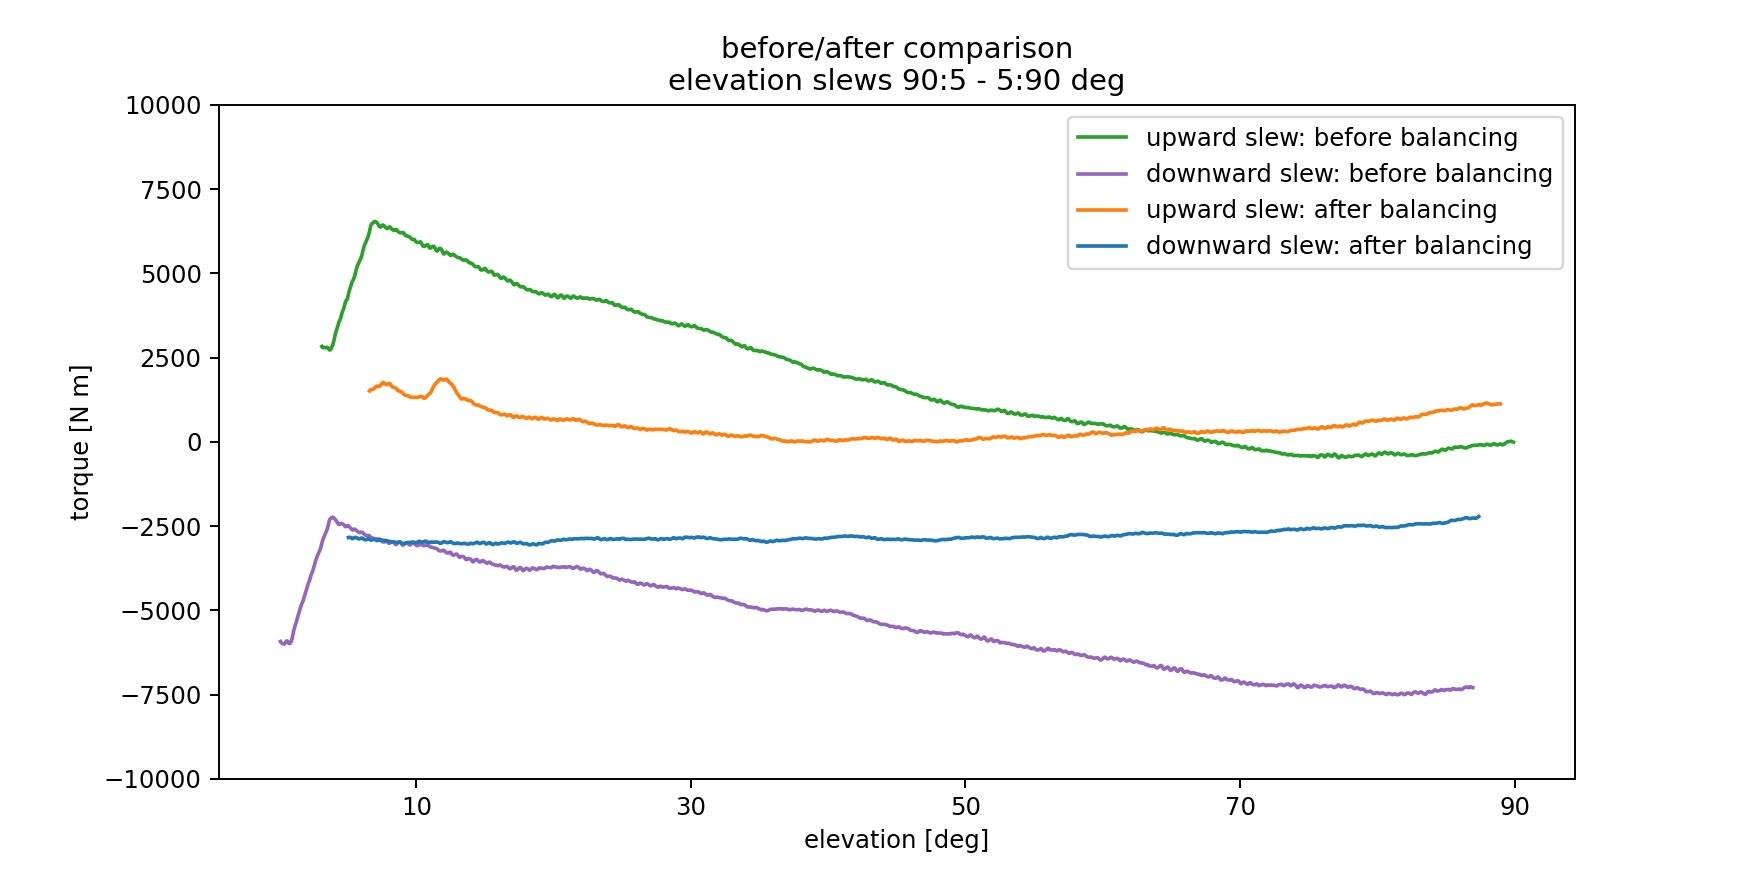 before/after comparison
elevation slews 90:5 - 5:90 deg
10000
7500
5000
2500
0
−2500
−5000
−7500
−10000
torque [N m]
upward slew: before balancing
downward slew: before balancing
upward slew: after balancing
downward slew: after balancing
10 30 50 70 90
elevation [deg]